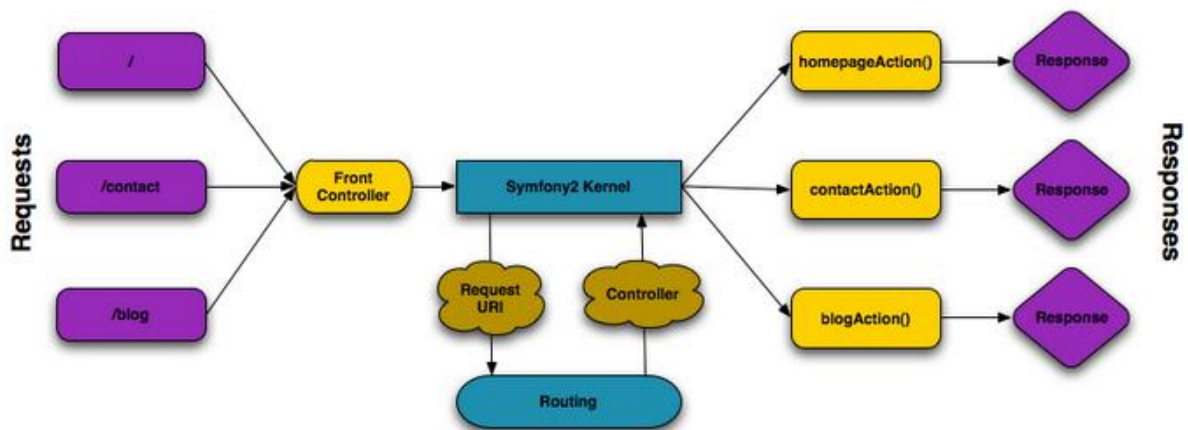 Requests
/
/contact
/blog
Front
Controller
Symfony2 Kernel
Request
URI
Controller
Routing
homepageAction()
contactAction()
blogAction()
Response
Response
Response
Responses